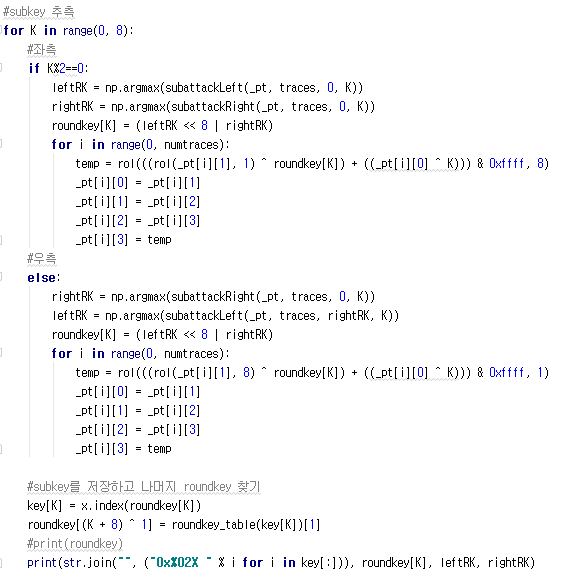 #subkey 추측
for K in range(0, 8):
    #좌측
    if K%2==0:
        leftRK = np.argmax(subattackLeft(_pt, traces, 0, K))
        rightRK = np.argmax(subattackRight(_pt, traces, 0, K))
        roundkey[K] = (leftRK << 8 | rightRK)
        for i in range(0, numtraces):
            temp = rol(((rol(_pt[i][1], 1) ^ roundkey[K]) + ((_pt[i][0] ^ K))) & 0xffff, 8)
            _pt[i][0] = _pt[i][1]
            _pt[i][1] = _pt[i][2]
            _pt[i][2] = _pt[i][3]
            _pt[i][3] = temp
    #우측
    else:
        rightRK = np.argmax(subattackRight(_pt, traces, 0, K))
        leftRK = np.argmax(subattackLeft(_pt, traces, rightRK, K))
        roundkey[K] = (leftRK << 8 | rightRK)
        for i in range(0, numtraces):
            temp = rol(((rol(_pt[i][1], 8) ^ roundkey[K]) + ((_pt[i][0] ^ K))) & 0xffff, 1)
            _pt[i][0] = _pt[i][1]
            _pt[i][1] = _pt[i][2]
            _pt[i][2] = _pt[i][3]
            _pt[i][3] = temp
    #subkey를 저장하고 나머지 roundkey 찾기
    key[K] = x.index(roundkey[K])
    roundkey[(K + 8) ^ 1] = roundkey_table(key[K])[1]
    #print(roundkey)
    print(str.join("", ("0x%02X " % i for i in key[:])), roundkey[K], leftRK, rightRK)